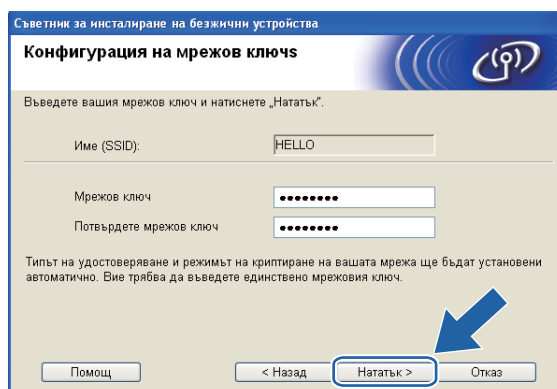 Съветник за инсталиране на безжични устройства
Конфигурация на мрежов ключs
Въведете вашия мрежов ключ и натиснете „Нататък".
Име (SSID):
HELLO
Мрежов ключ
••••••••
Потвърдете мрежов ключ
••••••••
Типът на удостоверяване и режимът на криптиране на вашата мрежа ще бъдат установени
автоматично. Вие трябва да въведете единствено мрежовия ключ.
Помощ
< Назад
Нататък >
Отказ